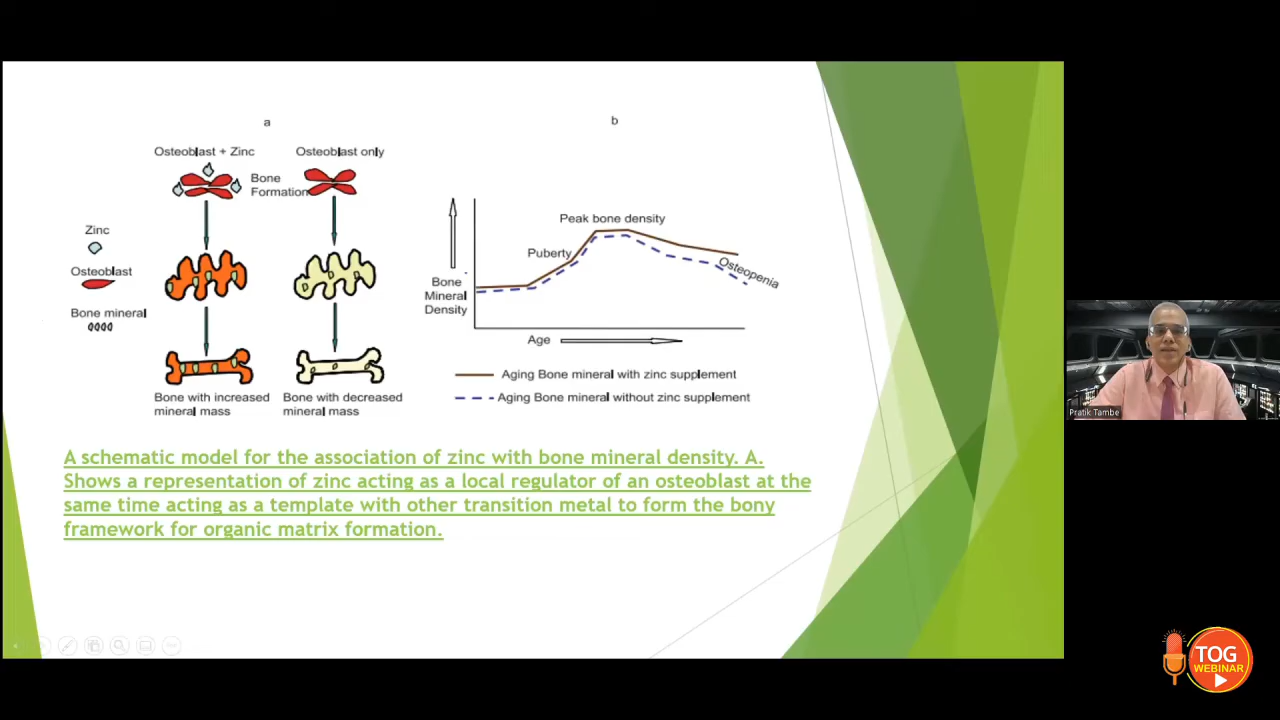 a
Osteoblast + Zinc
Osteoblast only
Bone
Formation
Zinc
Osteoblast
Bone mineral
Bone with increased
mineral mass
Bone with decreased
mineral mass
b
Peak bone density
Puberty
Osteopenia
Bone
Mineral
Density
Age
Aging Bone mineral with zinc supplement
Aging Bone mineral without zinc supplement
A schematic model for the association of zinc with bone mineral density. A.
Shows a representation of zinc acting as a local regulator of an osteoblast at the
same time acting as a template with other transition metal to form the bony
framework for organic matrix formation.
Pratik Tambe
TOG
WEBINAR